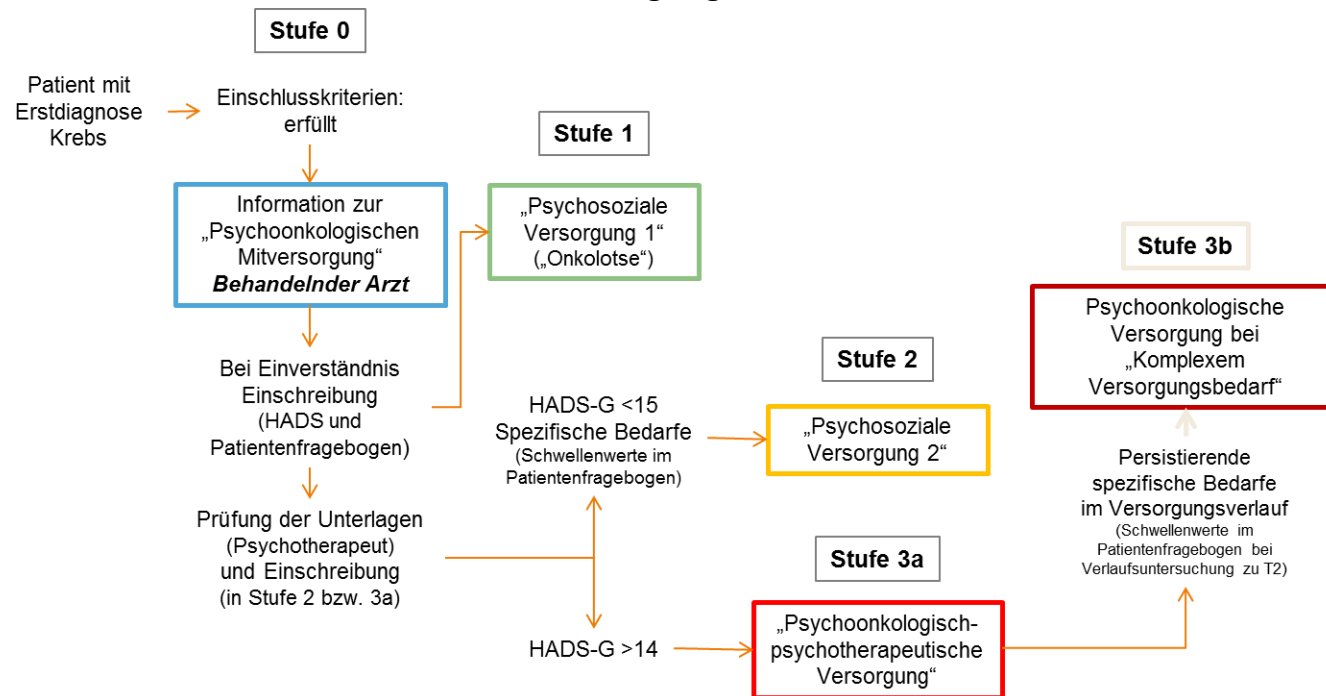 Stufe 0
Patient mit
Erstdiagnose
Krebs
Einschlusskriterien:
erfüllt
Information zur
„Psychoonkologischen
Mitversorgung“
Behandelnder Arzt
Bei Einverständnis
Einschreibung
(HADS und
Patientenfragebogen)
Prüfung der Unterlagen
(Psychotherapeut)
und Einschreibung
(in Stufe 2 bzw. 3a)
Stufe 1
„Psychosoziale
Versorgung 1“
(„Onkolotse“)
HADS-G <15
Spezifische Bedarfe
(Schwellenwerte im
Patientenfragebogen)
HADS-G >14
Stufe 2
„Psychosoziale
Versorgung 2“
Stufe 3a
„Psychoonkologisch-
psychotherapeutische
Versorgung“
Stufe 3b
Psychoonkologische
Versorgung bei
„Komplexem
Versorgungsbedarf“
Persistierende
spezifische Bedarfe
im Versorgungsverlauf
(Schwellenwerte im
Patientenfragebogen bei
Verlaufsuntersuchung zu T2)